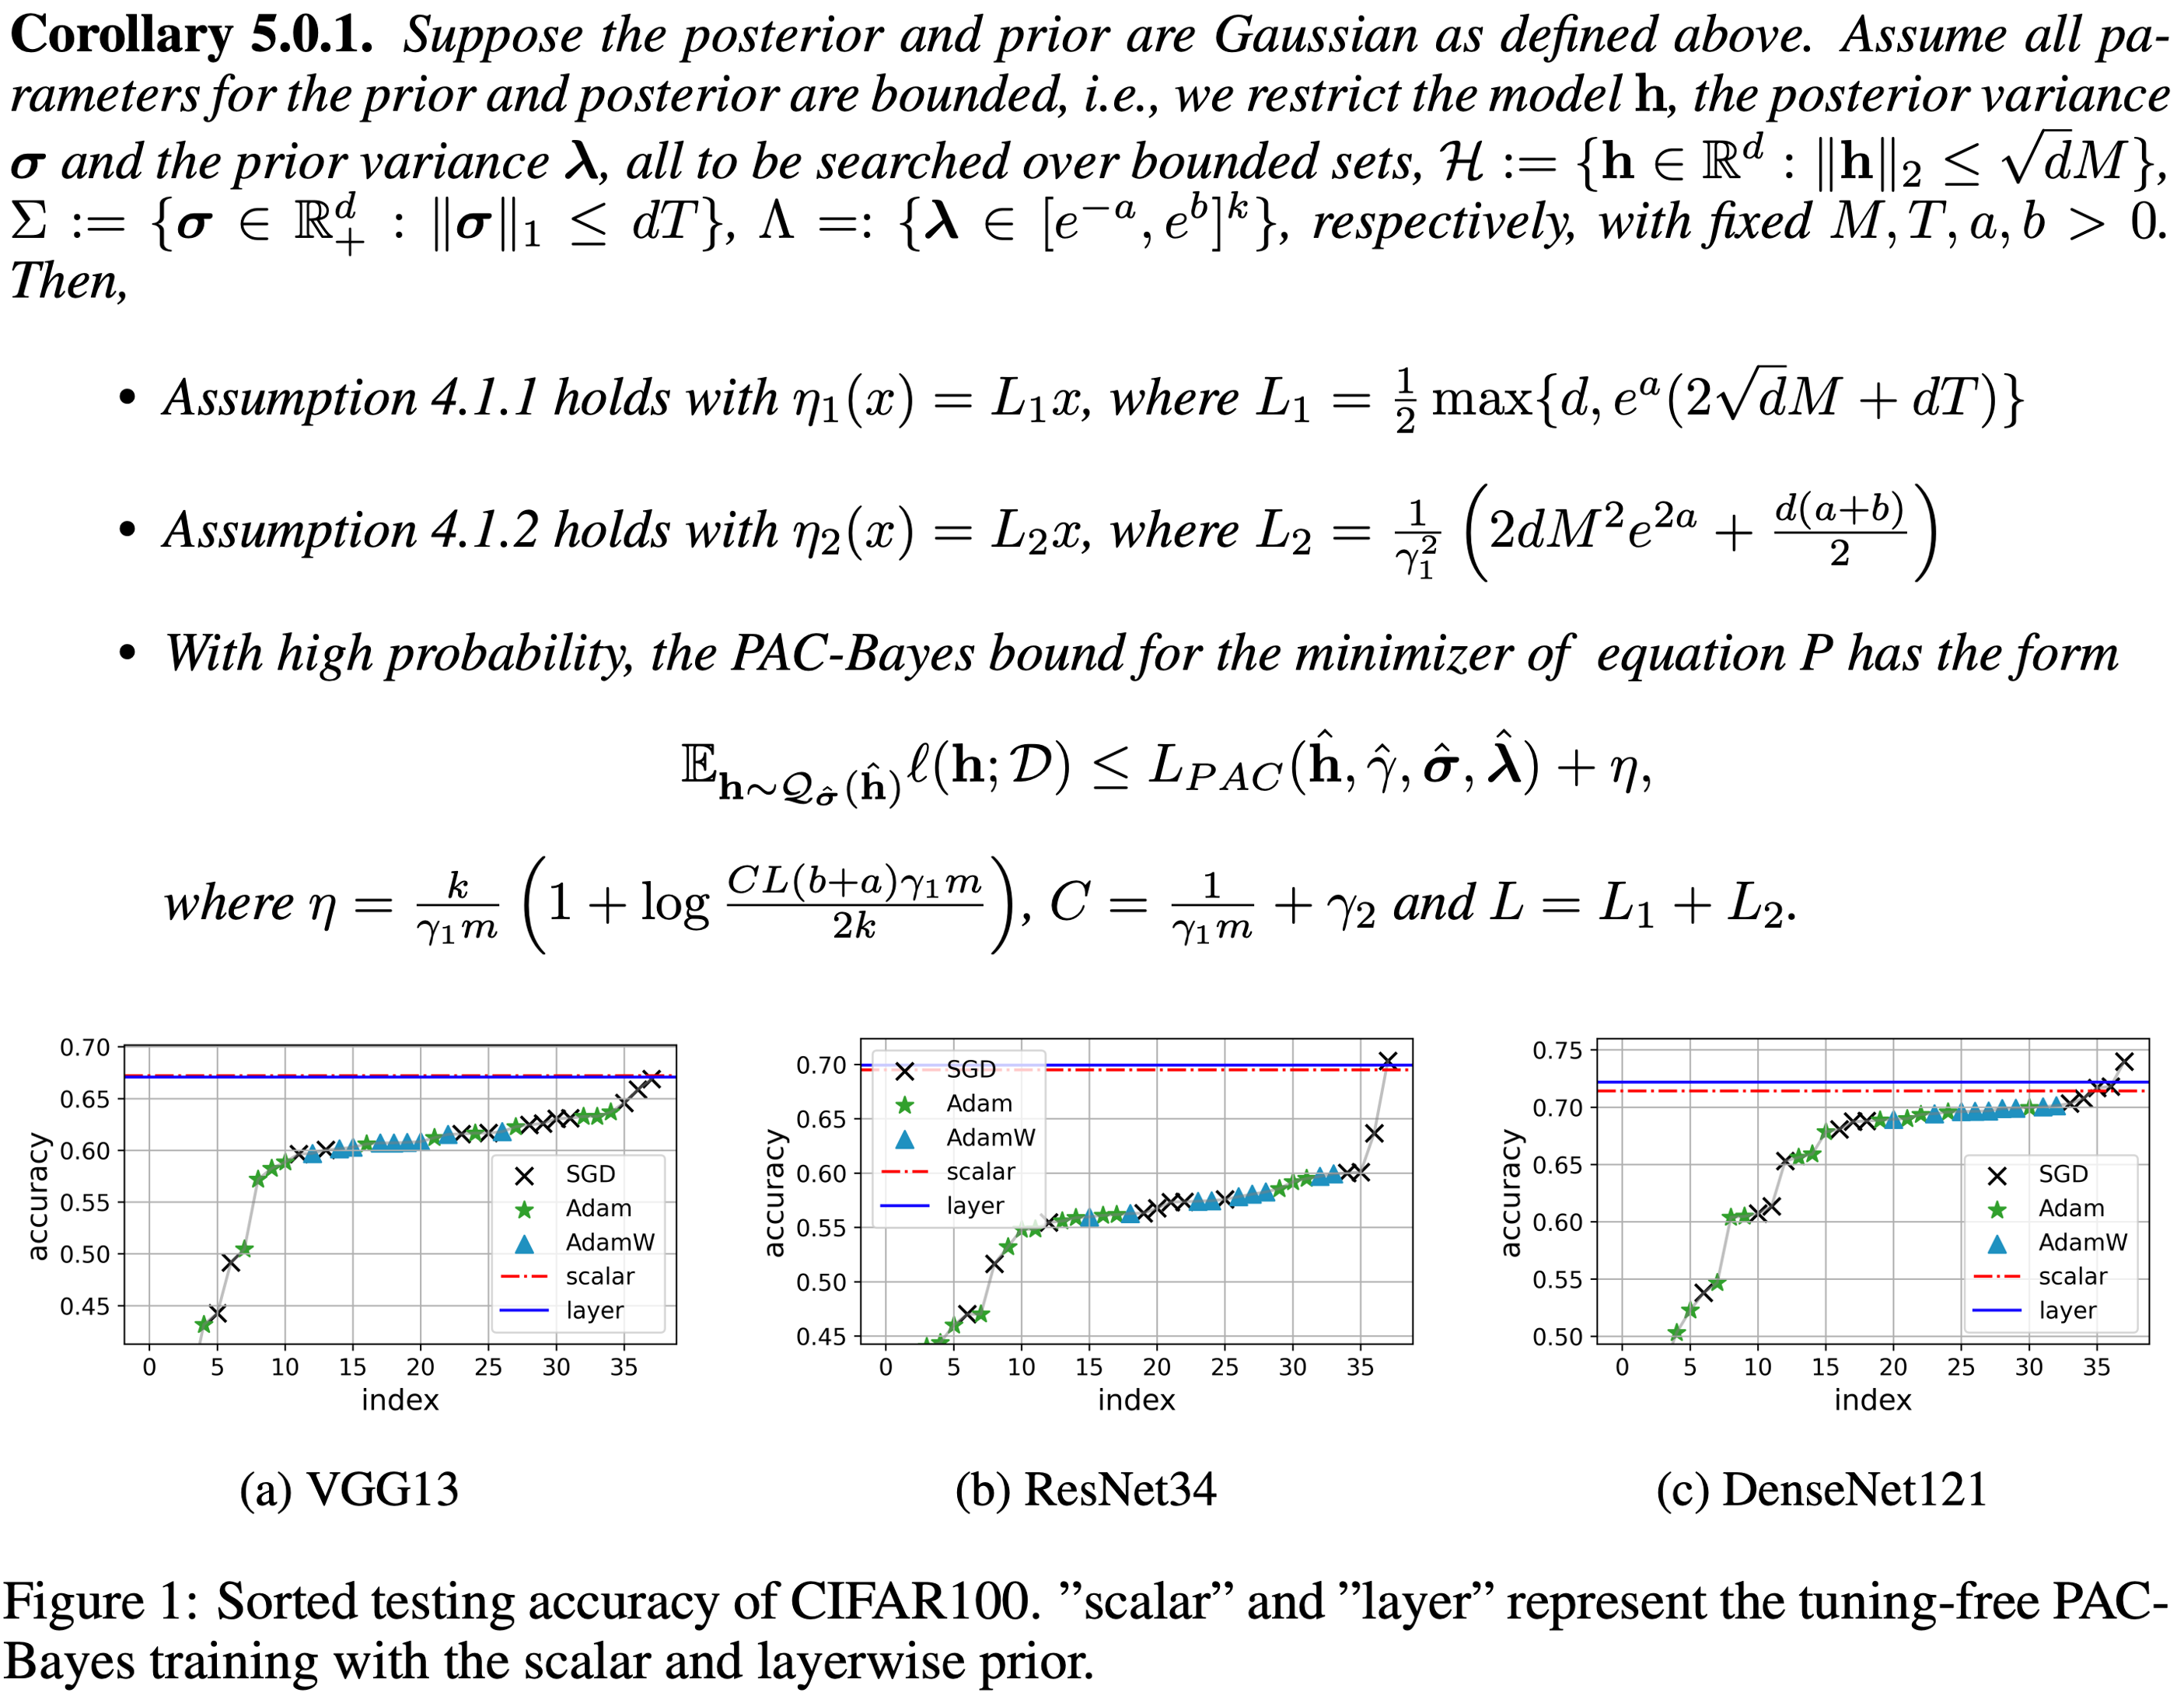 Corollary 5.0.1. Suppose the posterior and prior are Gaussian as defined above. Assume all pa-
rameters for the prior and posterior are bounded, i.e., we restrict the model h, the posterior variance
σ and the prior variance λ, all to be searched over bounded sets, ℋ := {h ∈ ℝ^d : ‖h‖₂ ≤ √d M},
Σ := {σ ∈ ℝ₊^d : ‖σ‖₁ ≤ dT}, Λ =: {λ ∈ [e^{-a}, e^b]^k}, respectively, with fixed M, T, a, b > 0.
Then,
• Assumption 4.1.1 holds with η₁(x) = L₁x, where L₁ = 1/2 max{d, e^a(2√d M + dT)}
• Assumption 4.1.2 holds with η₂(x) = L₂x, where L₂ = 1/γ₁² (2dM²e^{2a} + d(a+b)/2)
• With high probability, the PAC-Bayes bound for the minimizer of equation P has the form
𝔼_{h∼𝒬_σ̂(ĥ)} ℓ(h; 𝒟) ≤ L_{PAC}(ĥ, γ̂, σ̂, λ̂) + η,
where η = k/(γ₁m) (1 + log (CL(b+a)γ₁m)/(2k)), C = 1/(γ₁m) + γ₂ and L = L₁ + L₂.
0.70
0.65
0.60
0.55
0.50
0.45
accuracy
0 5 10 15 20 25 30 35
index
SGD
Adam
AdamW
scalar
layer
(a) VGG13
0.70
0.65
0.60
0.55
0.50
0.45
accuracy
0 5 10 15 20 25 30 35
index
SGD
Adam
AdamW
scalar
layer
(b) ResNet34
0.75
0.70
0.65
0.60
0.55
0.50
accuracy
0 5 10 15 20 25 30 35
index
SGD
Adam
AdamW
scalar
layer
(c) DenseNet121
Figure 1: Sorted testing accuracy of CIFAR100. ”scalar” and ”layer” represent the tuning-free PAC-
Bayes training with the scalar and layerwise prior.